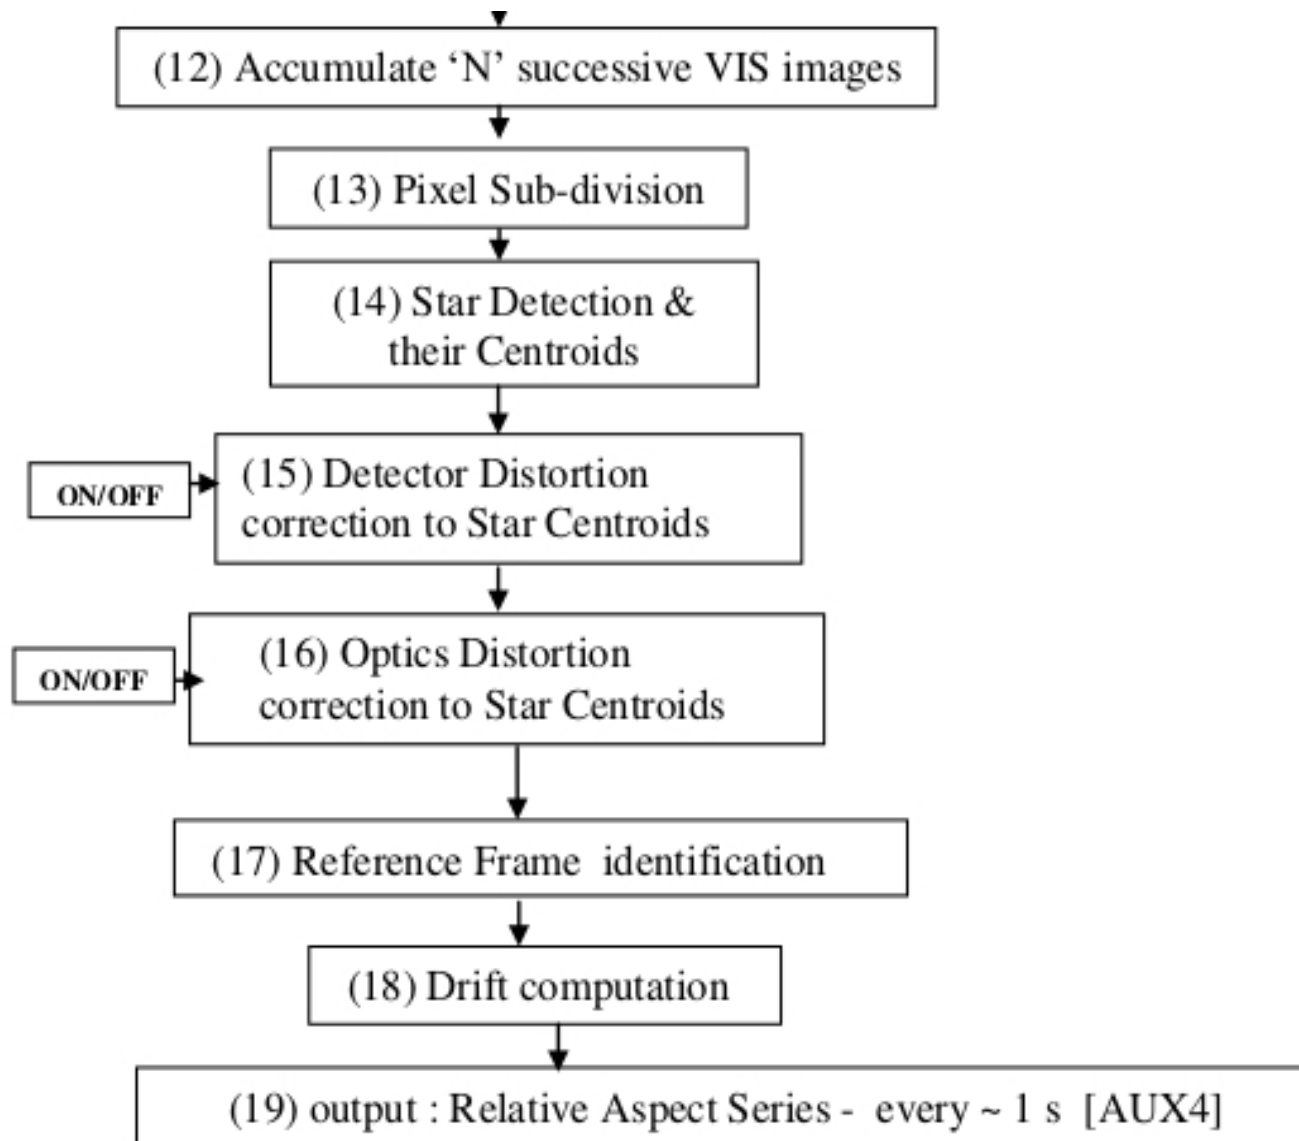 (12) Accumulate ‘N’ successive VIS images
(13) Pixel Sub-division
(14) Star Detection &
their Centroids
ON/OFF
(15) Detector Distortion
correction to Star Centroids
ON/OFF
(16) Optics Distortion
correction to Star Centroids
(17) Reference Frame identification
(18) Drift computation
(19) output : Relative Aspect Series - every ~ 1 s [AUX4]